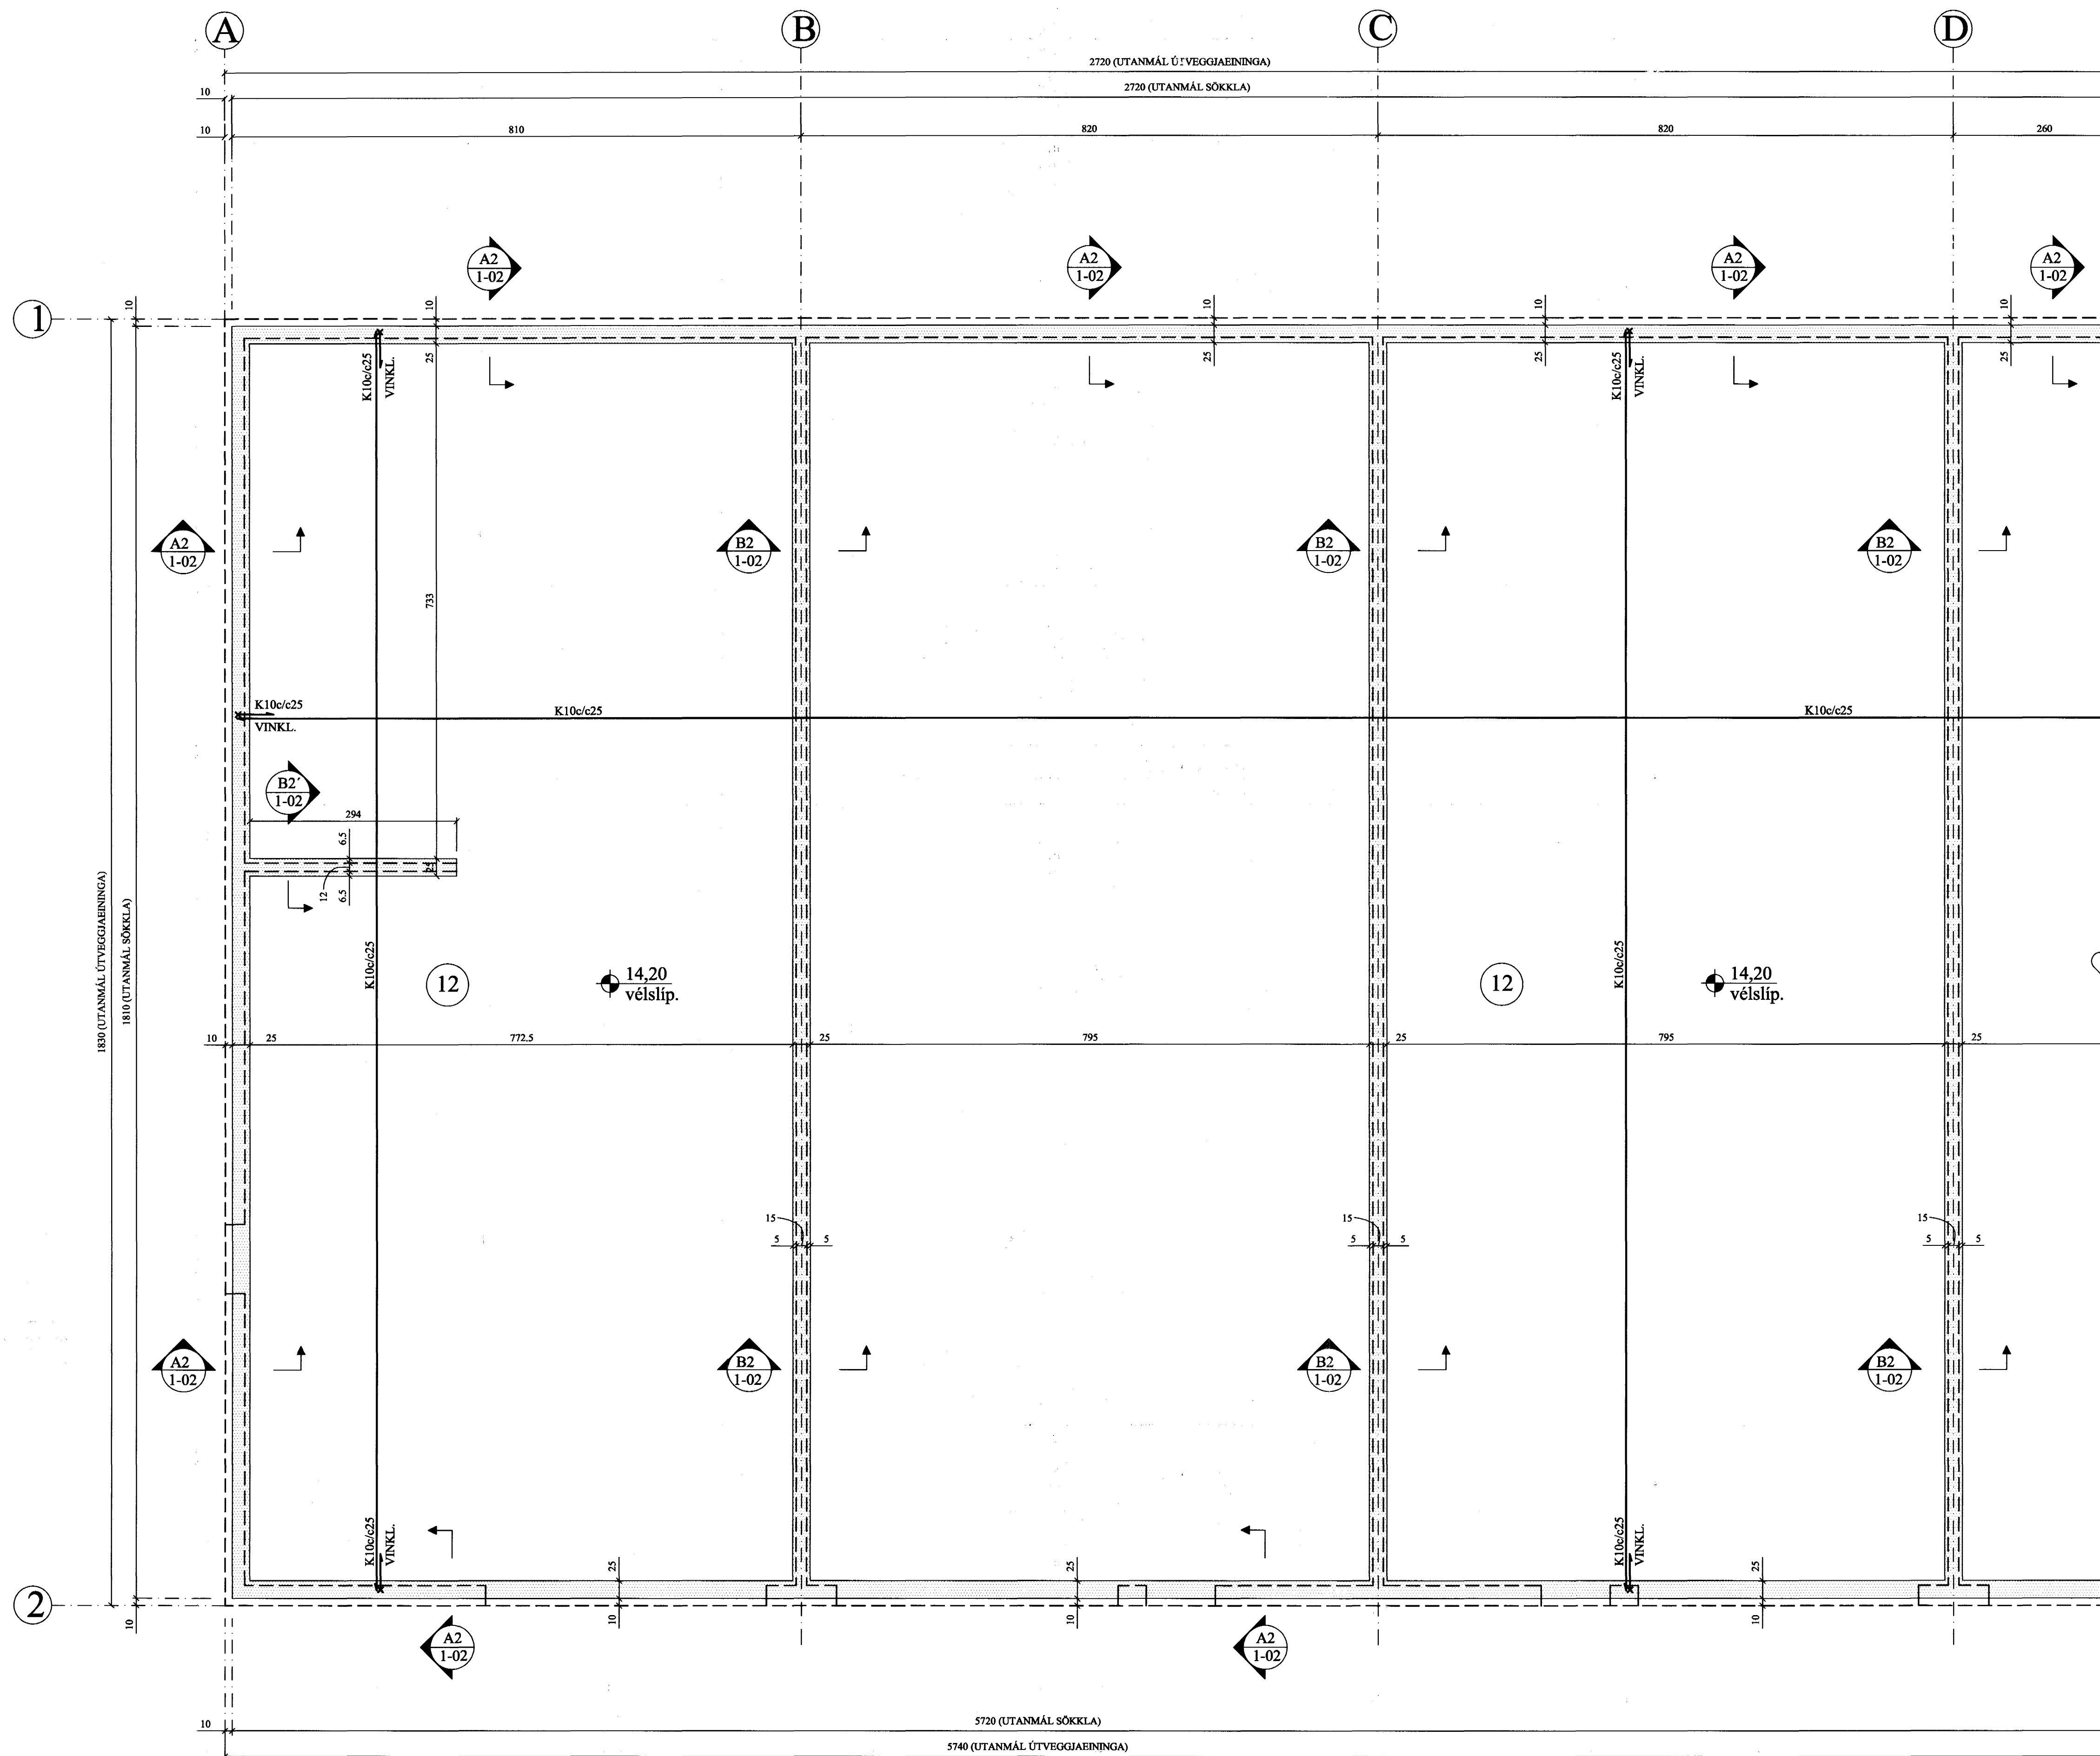 A B C D
2720 (UTANMÁL ÚTVEGGJAEININGA)
10 2720 (UTANMÁL SÖKKLA)
10 810 820 820 260
A2 A2 A2 A2
1-02 1-02 1-02 1-02
1
10 10 10 10 10
25 25 25 25
K10c/c25 VINKL. K10c/c25 VINKL.
A2 B2 B2 B2
1-02 1-02 1-02 1-02
733
K10c/c25 K10c/c25 K10c/c25
VINKL.
B2´
1-02
294
6.5
25
12 6.5
1830 (UTANMÁL ÚTVEGGJAEININGA)
1810 (UTANMÁL SÖKKLA)
K10c/c25 K10c/c25
12 14,20 12 14,20
vélslíp. vélslíp.
10 25 772.5 25 795 25 795 25
15 15 15
5 5 5 5 5 5
A2 B2 B2 B2
1-02 1-02 1-02 1-02
K10c/c25 VINKL. K10c/c25 VINKL.
25 25 25
2
10 10 10 10
A2 A2
1-02 1-02
10 5720 (UTANMÁL SÖKKLA)
5740 (UTANMÁL ÚTVEGGJAEININGA)